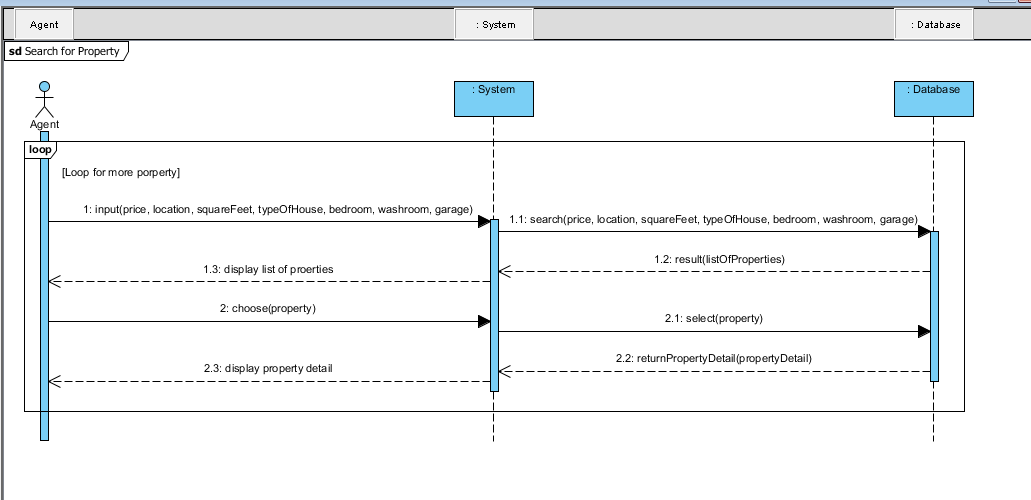 Agent
: System
: Database
sd Search for Property
: System
: Database
Agent
loop
[Loop for more porperty]
1: input(price, location, squareFeet, typeOfHouse, bedroom, washroom, garage)
1.1: search(price, location, squareFeet, typeOfHouse, bedroom, washroom, garage)
1.2: result(listOfProperties)
1.3: display list of proerties
2: choose(property)
2.1: select(property)
2.2: returnPropertyDetail(propertyDetail)
2.3: display property detail